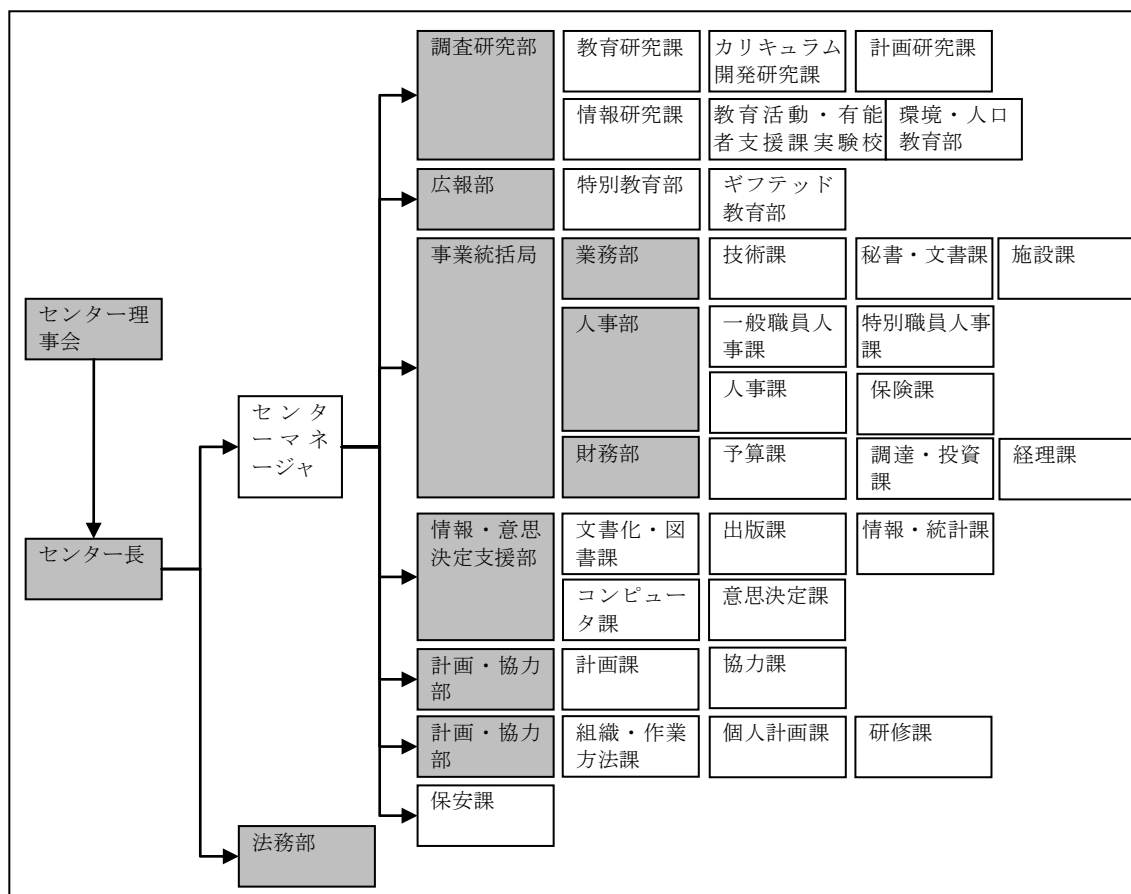 調査研究部
教育研究課
カリキュラム
開発研究課
計画研究課
情報研究課
教育活動・有能
者支援課実験校
環境・人口
教育部
広報部
特別教育部
ギフテッド
教育部
事業統括局
業務部
技術課
秘書・文書課
施設課
センター理
事会
人事部
一般職員人
事課
特別職員人事
課
人事課
保険課
センタ
ーマネ
ージャ
財務部
予算課
調達・投資
課
経理課
センター長
情報・意思
決定支援部
文書化・図
書課
出版課
情報・統計課
コンピュー
タ課
意思決定課
計画・協力
部
計画課
協力課
計画・協力
部
組織・作業
方法課
個人計画課
研修課
保安課
法務部